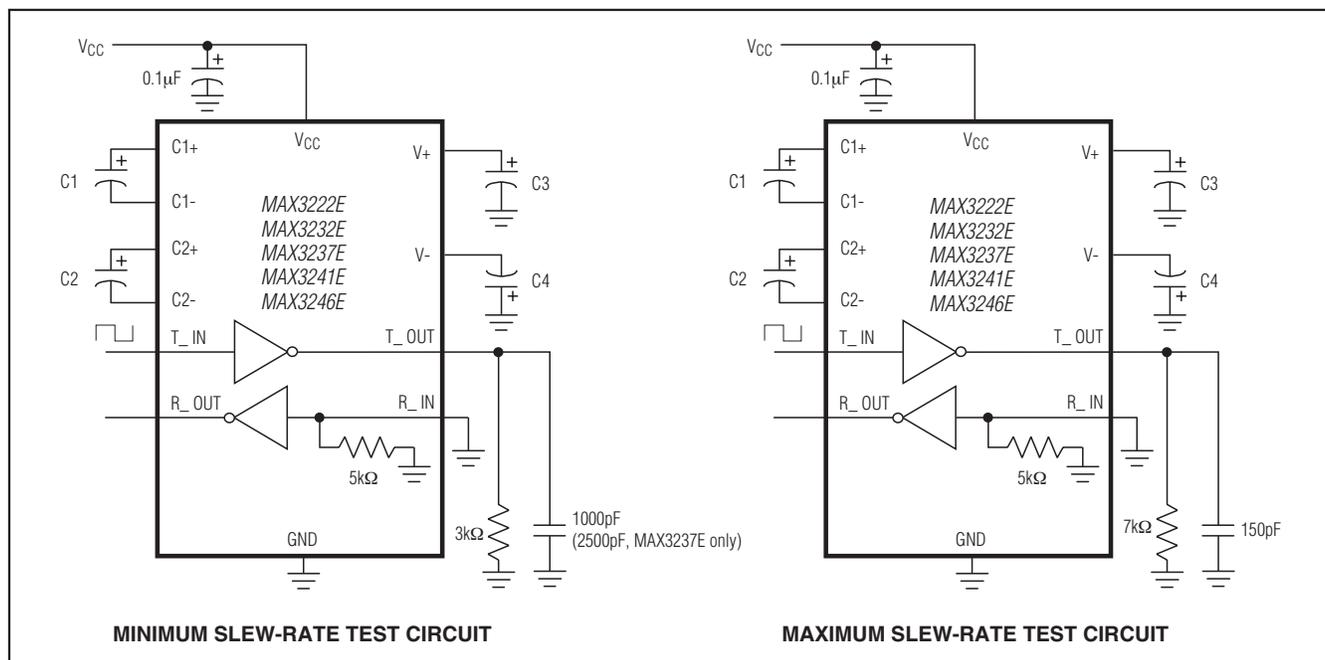 VCC
+
0.1µF
VCC
C1+
V+
+
+
C1
C3
C1-
MAX3222E
MAX3232E
MAX3237E
MAX3241E
MAX3246E
C2+
V-
+
C2
C4
+
C2-
T_ IN
T_ OUT
R_ OUT
R_ IN
5kΩ
3kΩ
1000pF
(2500pF, MAX3237E only)
GND
MINIMUM SLEW-RATE TEST CIRCUIT
VCC
+
0.1µF
VCC
C1+
V+
+
+
C1
C3
C1-
MAX3222E
MAX3232E
MAX3237E
MAX3241E
MAX3246E
C2+
V-
+
C2
C4
+
C2-
T_ IN
T_ OUT
R_ OUT
R_ IN
5kΩ
7kΩ
150pF
GND
MAXIMUM SLEW-RATE TEST CIRCUIT